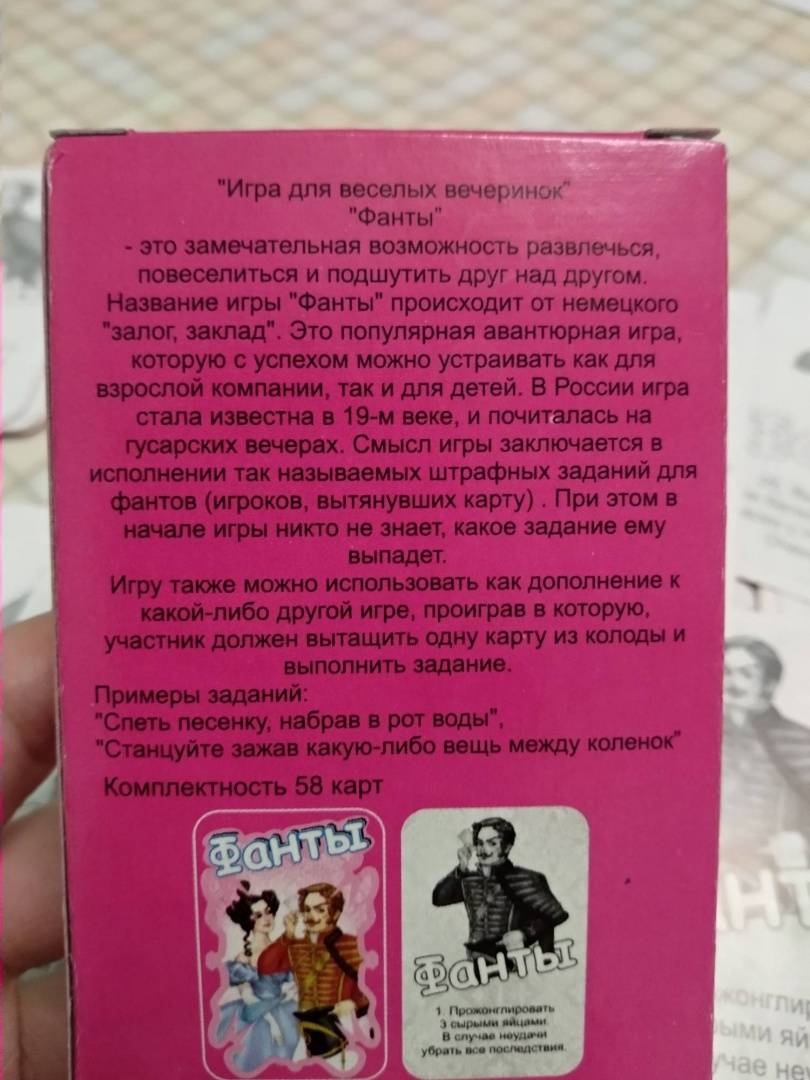 "Игра для веселых вечеринок"
"Фанты"
- это замечательная возможность развлечься,
повеселиться и подшутить друг над другом.
Название игры "Фанты" происходит от немецкого
"залог, заклад". Это популярная авантюрная игра,
которую с успехом можно устраивать как для
взрослой компании, так и для детей. В России игра
стала известна в 19-м веке, и почиталась на
гусарских вечерах. Смысл игры заключается в
исполнении так называемых штрафных заданий для
фантов (игроков, вытянувших карту) . При этом в
начале игры никто не знает, какое задание ему
выпадет.
Игру также можно использовать как дополнение к
какой-либо другой игре, проиграв в которую,
участник должен вытащить одну карту из колоды и
выполнить задание.
Примеры заданий:
"Спеть песенку, набрав в рот воды",
"Станцуйте зажав какую-либо вещь между коленок"
Комплектность 58 карт
Фанты
Фанты
1. Прожонглировать
3 сырыми яйцами.
В случае неудачи
убрать все последствия.